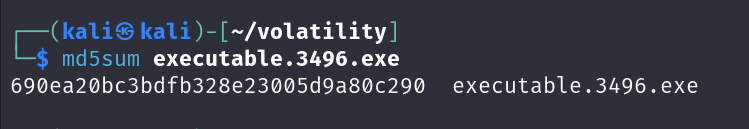 ┌──(kali㉿kali)-[~/volatility]
└─$ md5sum executable.3496.exe
690ea20bc3bdfb328e23005d9a80c290  executable.3496.exe